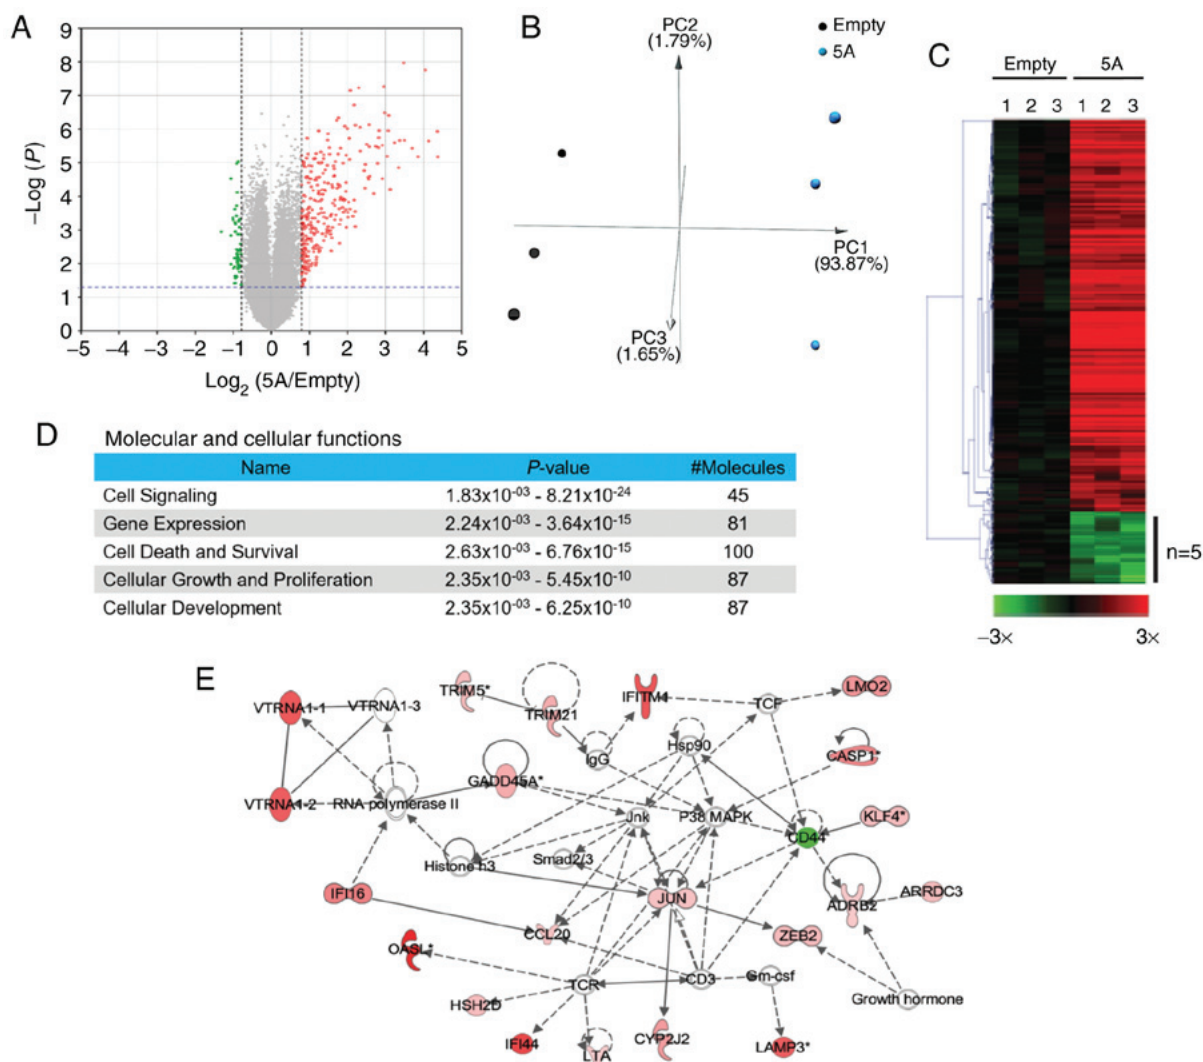 A
9
8
7
6
5
4
3
2
1
0
–Log (P)
−5 −4 −3 −2 −1 0 1 2 3 4 5
Log2 (5A/Empty)
B
PC2
(1.79%)
Empty
5A
PC1
(93.87%)
PC3
(1.65%)
C
Empty 5A
1 2 3 1 2 3
n=5
−3× 3×
D
Molecular and cellular functions
Name P-value #Molecules
Cell Signaling 1.83x10-03 - 8.21x10-24 45
Gene Expression 2.24x10-03 - 3.64x10-15 81
Cell Death and Survival 2.63x10-03 - 6.76x10-15 100
Cellular Growth and Proliferation 2.35x10-03 - 5.45x10-10 87
Cellular Development 2.35x10-03 - 6.25x10-10 87
E
TRIM5* IFITM1 LMO2
VTRNA1-1 VTRNA1-3 TRIM21 TCF
IgG Hsp90 CASP1*
GADD45A*
VTRNA1-2 RNA polymerase II Jnk P38 MAPK KLF4*
CD44
Histone h3 Smad2/3
IFI16 JUN ADRB2 ARRDC3
CCL20 ZEB2
OASL*
TCR CD3 Gm-csf
HSH2D Growth hormone
IFI44 LTA CYP2J2 LAMP3*